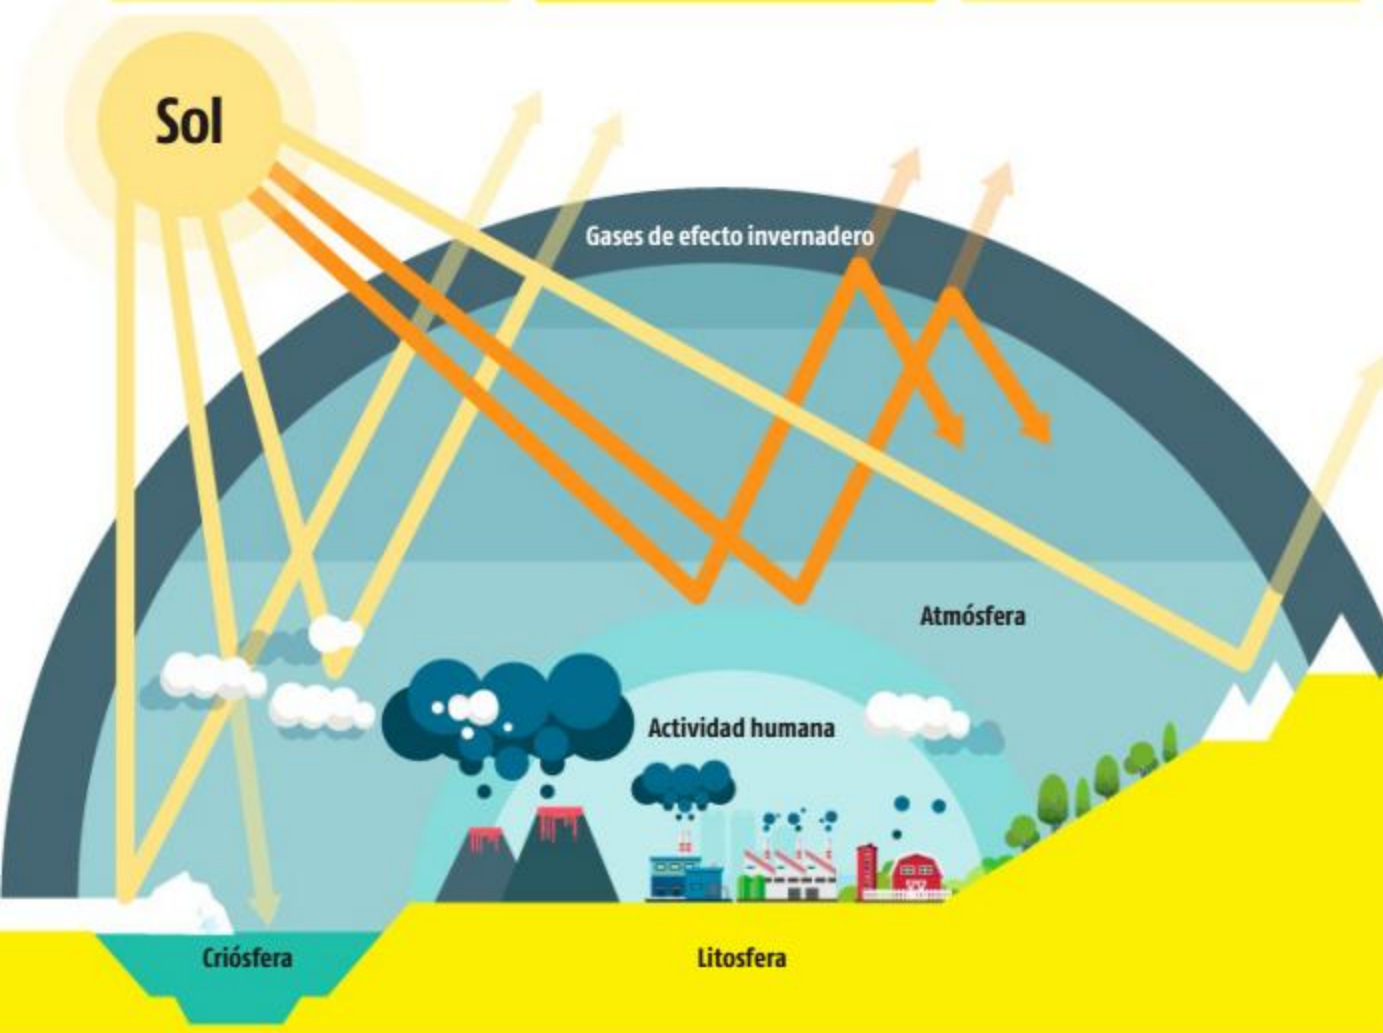 Sol
Gases de efecto invernadero
Atmósfera
Actividad humana
Criósfera
Litosfera